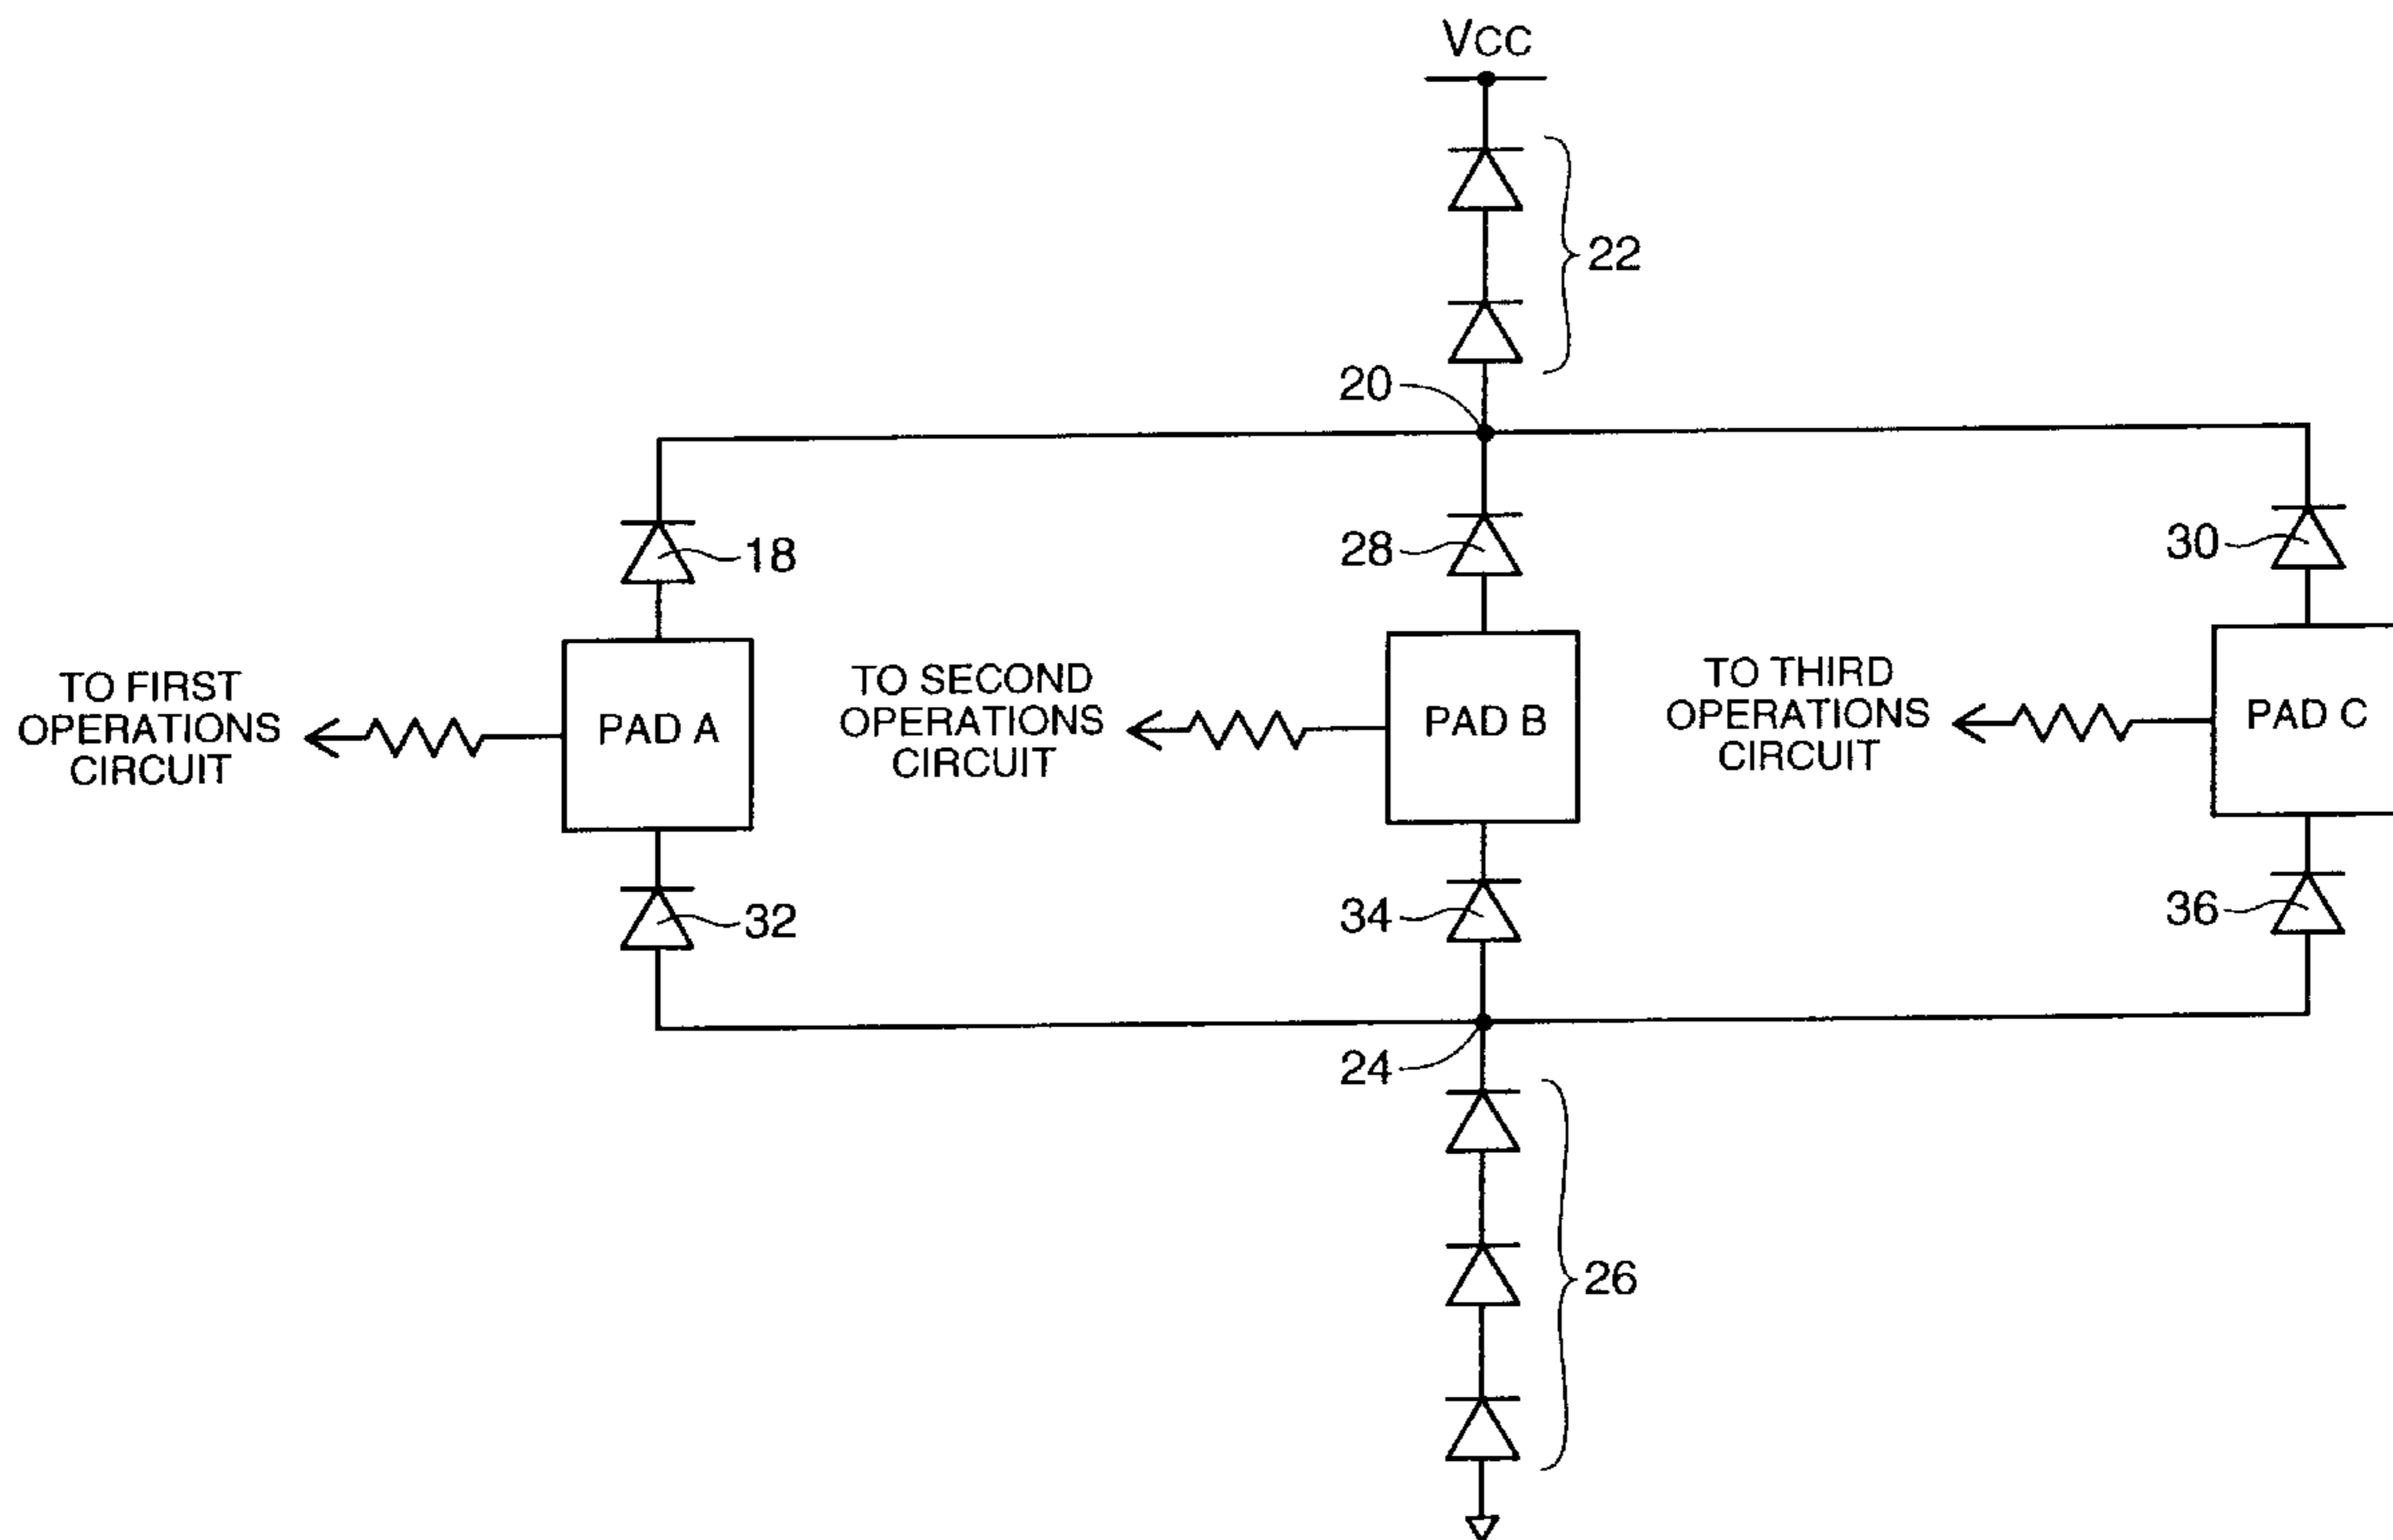 VCC
22
20
18
28
30
TO FIRST
OPERATIONS
CIRCUIT
PAD A
TO SECOND
OPERATIONS
CIRCUIT
PAD B
TO THIRD
OPERATIONS
CIRCUIT
PAD C
32
34
36
24
26